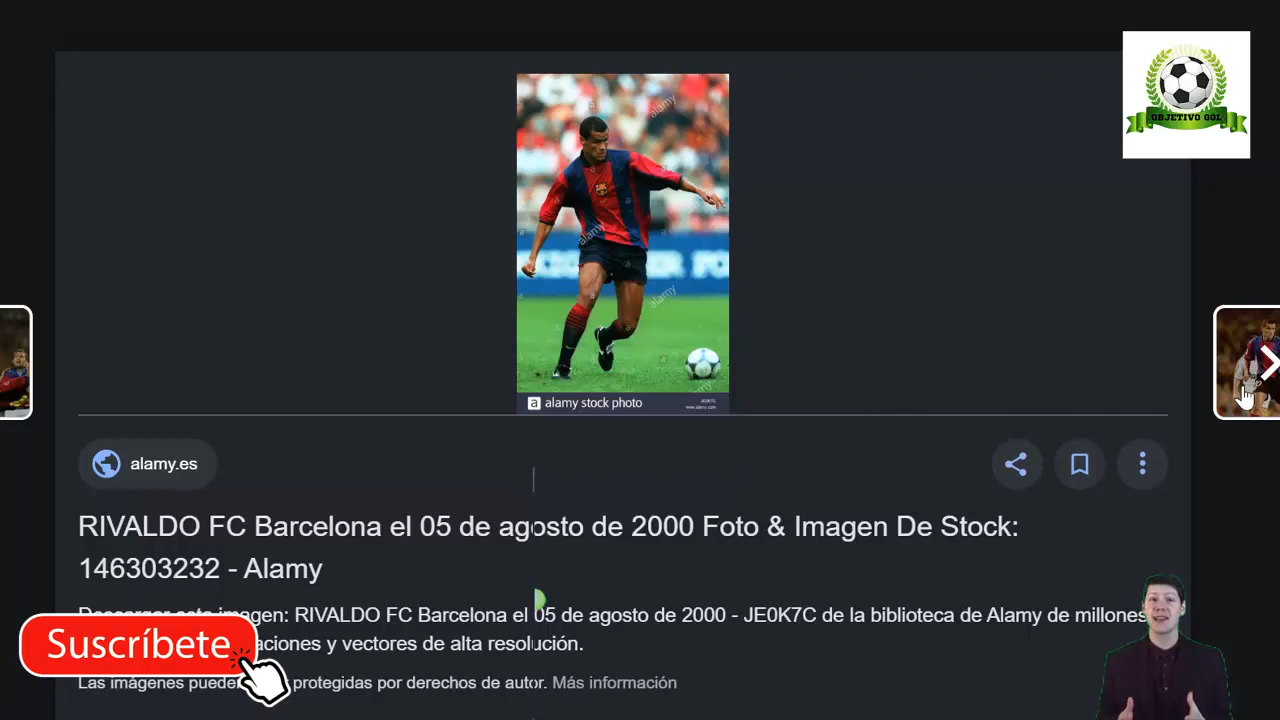 OBJETIVO GOL
alamy
alamy
alamy
a alamy stock photo
alamy.es
RIVALDO FC Barcelona el 05 de agosto de 2000 Foto & Imagen De Stock:
146303232 - Alamy
Descargar esta imagen: RIVALDO FC Barcelona el 05 de agosto de 2000 - JE0K7C de la biblioteca de Alamy de millones
Suscríbete
aciones y vectores de alta resolución.
Las imágenes pueden protegidas por derechos de autor. Más información